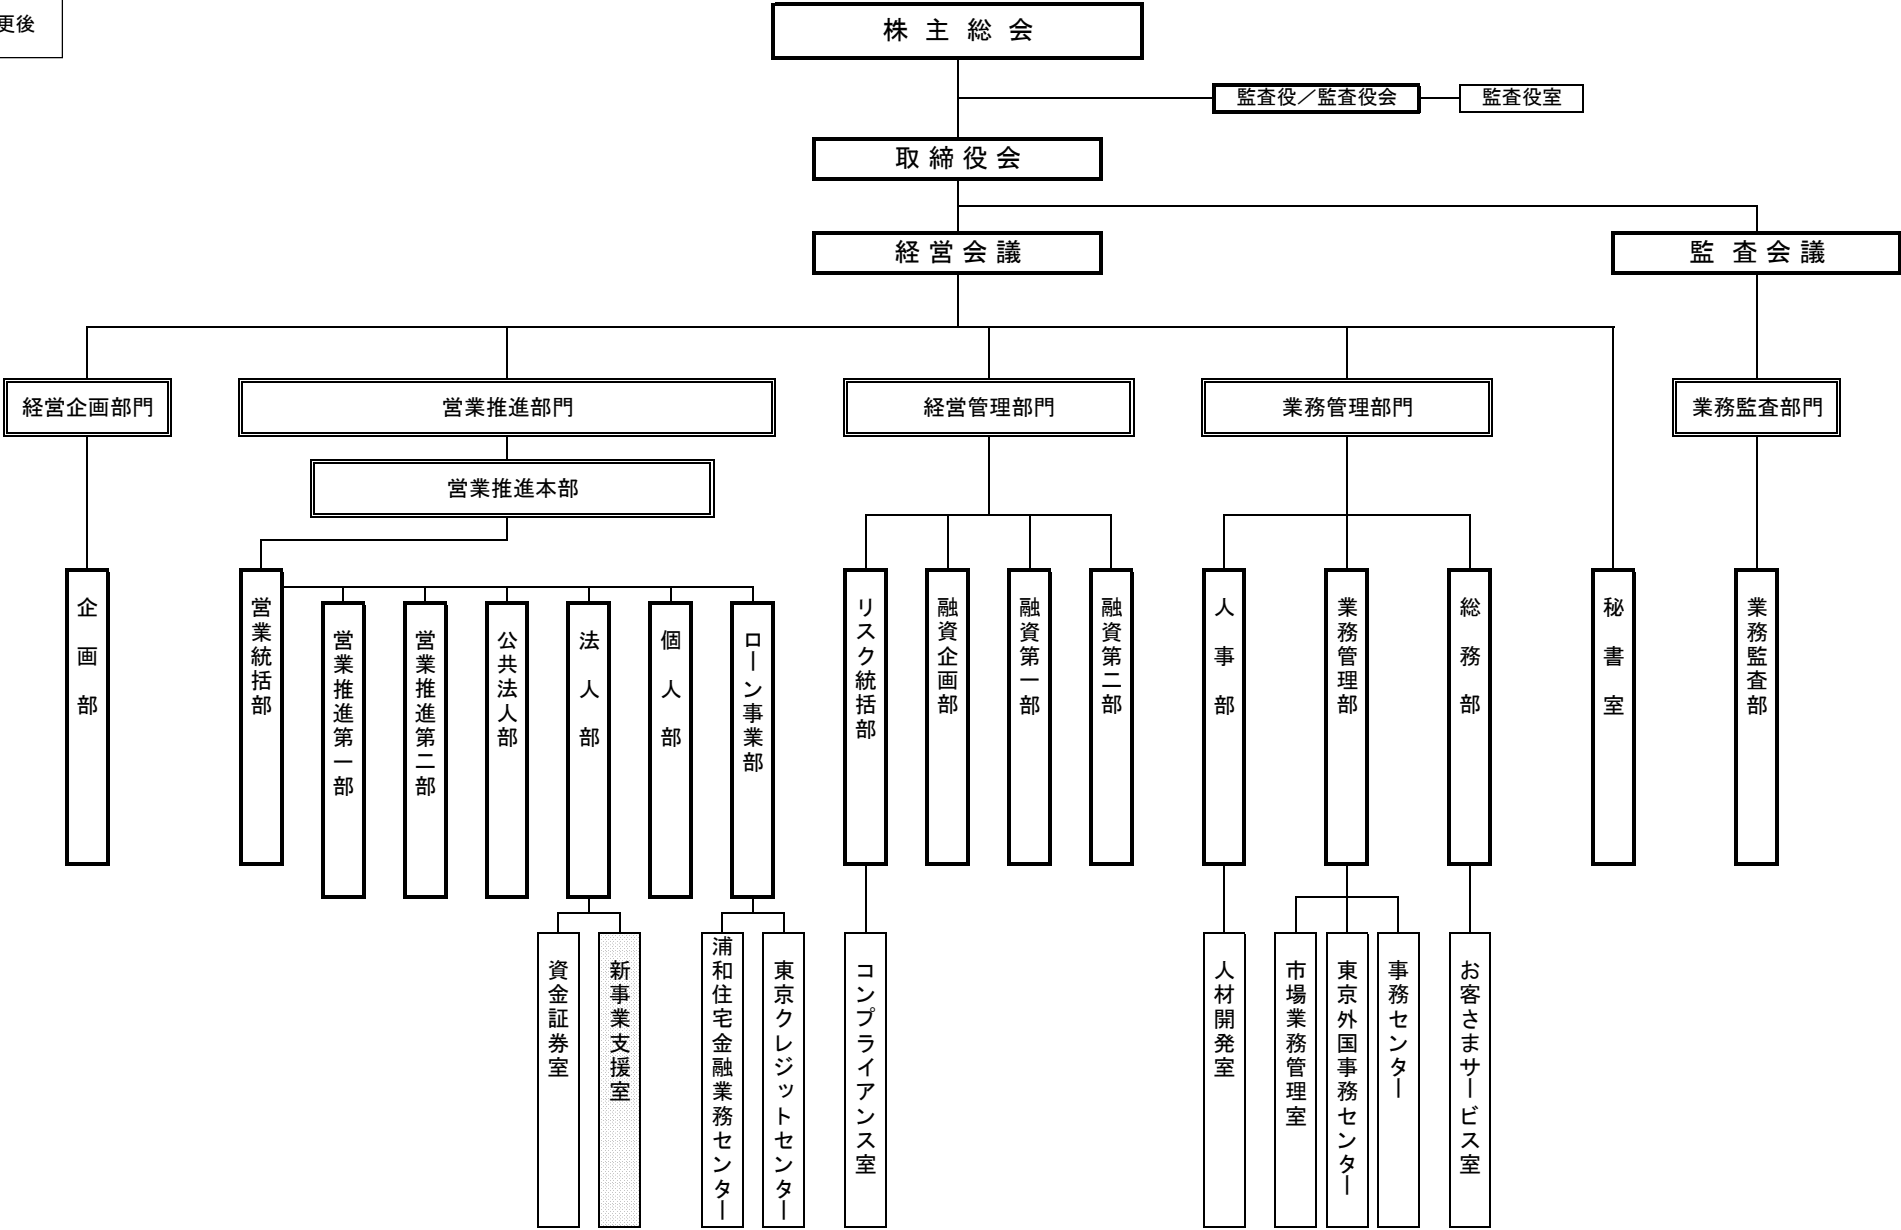 更後
株主総会
監査役／監査役会
監査役室
取締役会
経営会議
監査会議
経営企画部門
営業推進部門
経営管理部門
業務管理部門
業務監査部門
営業推進本部
企画部
営業統括部
営業推進第一部
営業推進第二部
公共法人部
法人部
個人部
ローン事業部
リスク統括部
融資企画部
融資第一部
融資第二部
人事部
業務管理部
総務部
秘書室
業務監査部
資金証券室
新事業支援室
浦和住宅金融業務センター
東京クレジットセンター
コンプライアンス室
人材開発室
市場業務管理室
東京外国事務センター
事務センター
お客さまサービス室